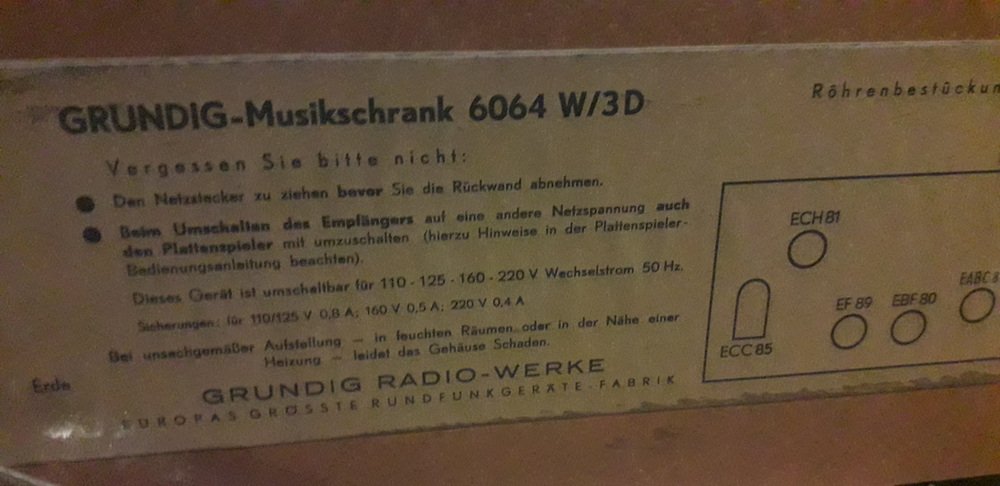 GRUNDIG-Musikschrank 6064 W/3D
Vergessen Sie bitte nicht:
Den Netzstecker zu ziehen bevor Sie die Rückwand abnehmen.
Beim Umschalten des Empfängers auf eine andere Netzspannung auch
den Plattenspieler mit umzuschalten (hierzu Hinweise in der Plattenspieler-
Bedienungsanleitung beachten).
Dieses Gerät ist umschaltbar für 110 - 125 - 160 - 220 V Wechselstrom 50 Hz.
Sicherungen: für 110/125 V 0,8 A; 160 V 0,5 A; 220 V 0,4 A
Bei unsachgemäßer Aufstellung — in feuchten Räumen, oder in der Nähe einer
Heizung — leidet das Gehäuse Schaden.
Erde
GRUNDIG RADIO-WERKE
EUROPAS GRÖSSTE RUNDFUNKGERÄTE-FABRIK
Röhrenbestückun
ECH 81
EABC 8
EF 89
EBF 80
ECC 85